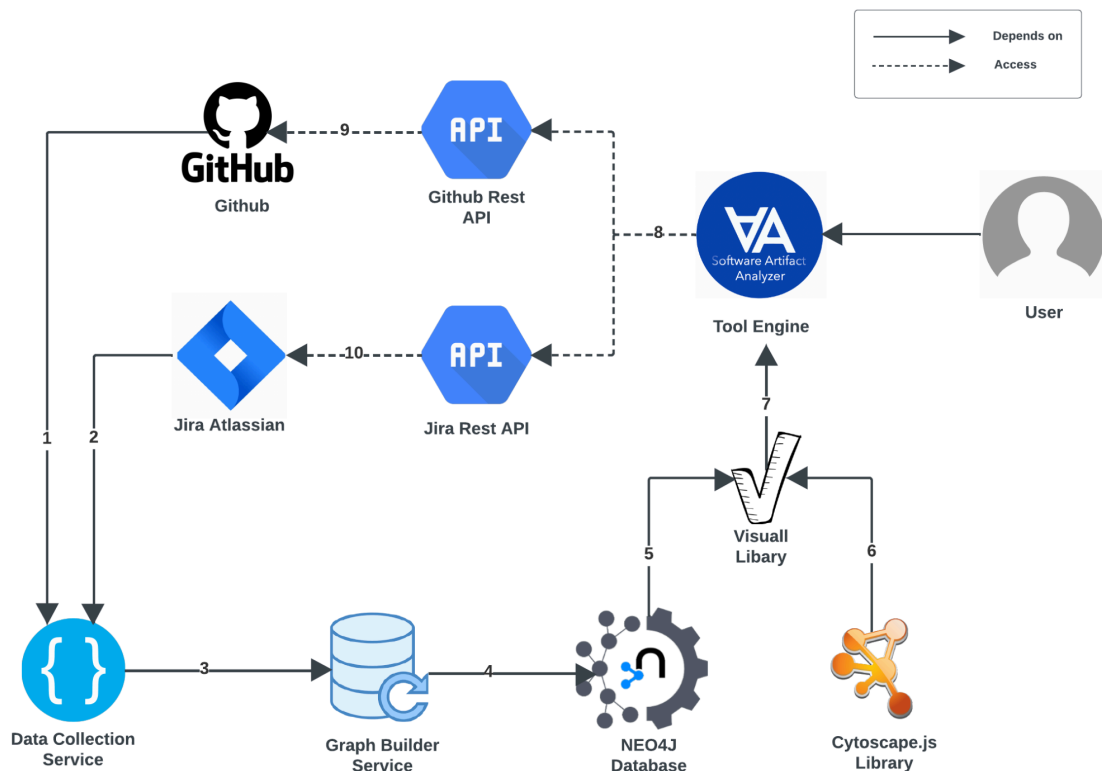 Depends on
Access
API
9
GitHub
Github
Github Rest
API
8
Software Artifact
Analyzer
Tool Engine
User
API
10
Jira Atlassian
Jira Rest API
1
2
7
Visuall
Libary
5
6
{ }
3
4
n
Data Collection
Service
Graph Builder
Service
NEO4J
Database
Cytoscape.js
Library